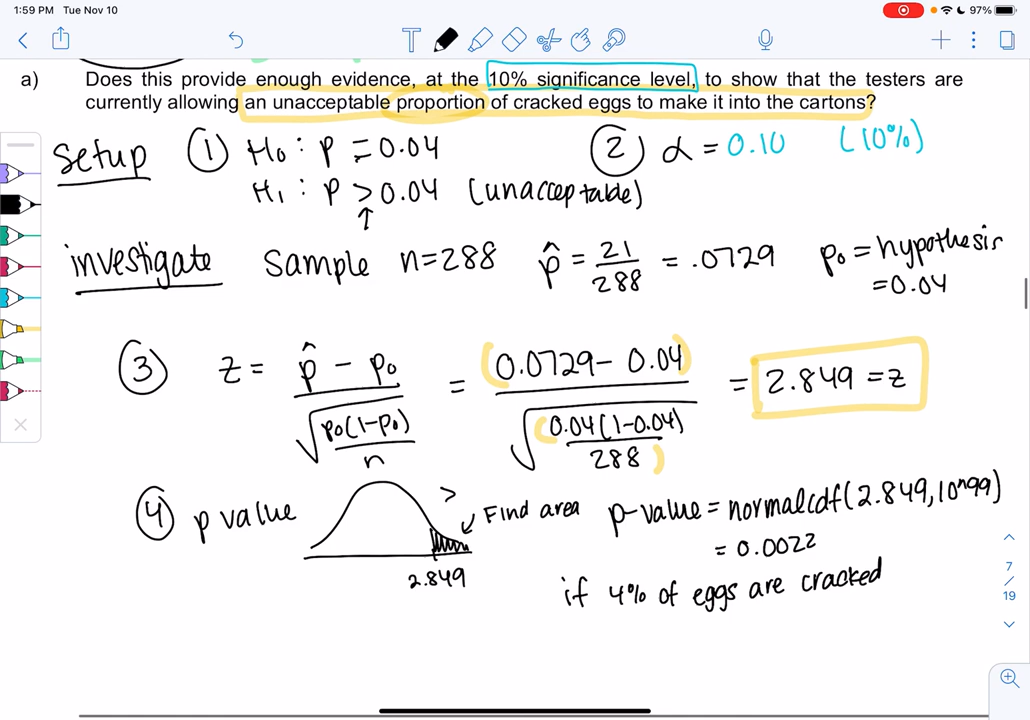 1:59 PM Tue Nov 10
97%
a) Does this provide enough evidence, at the 10% significance level, to show that the testers are
currently allowing an unacceptable proportion of cracked eggs to make it into the cartons?
Setup ① H₀ : p = 0.04 ② α = 0.10 (10%)
H₁ : p > 0.04 (unacceptable)
↑
investigate Sample n=288 p̂ = 21/288 = .0729 p₀ = hypothesis
= 0.04
③ z = (p̂ - p₀)/√(p₀(1-p₀)/n) = (0.0729 - 0.04)/√(0.04(1-0.04)/288) = 2.849 = z
④ p value > Find area p-value = normalcdf(2.849, 10^99)
= 0.0022
2.849
if 4% of eggs are cracked
7
/
19